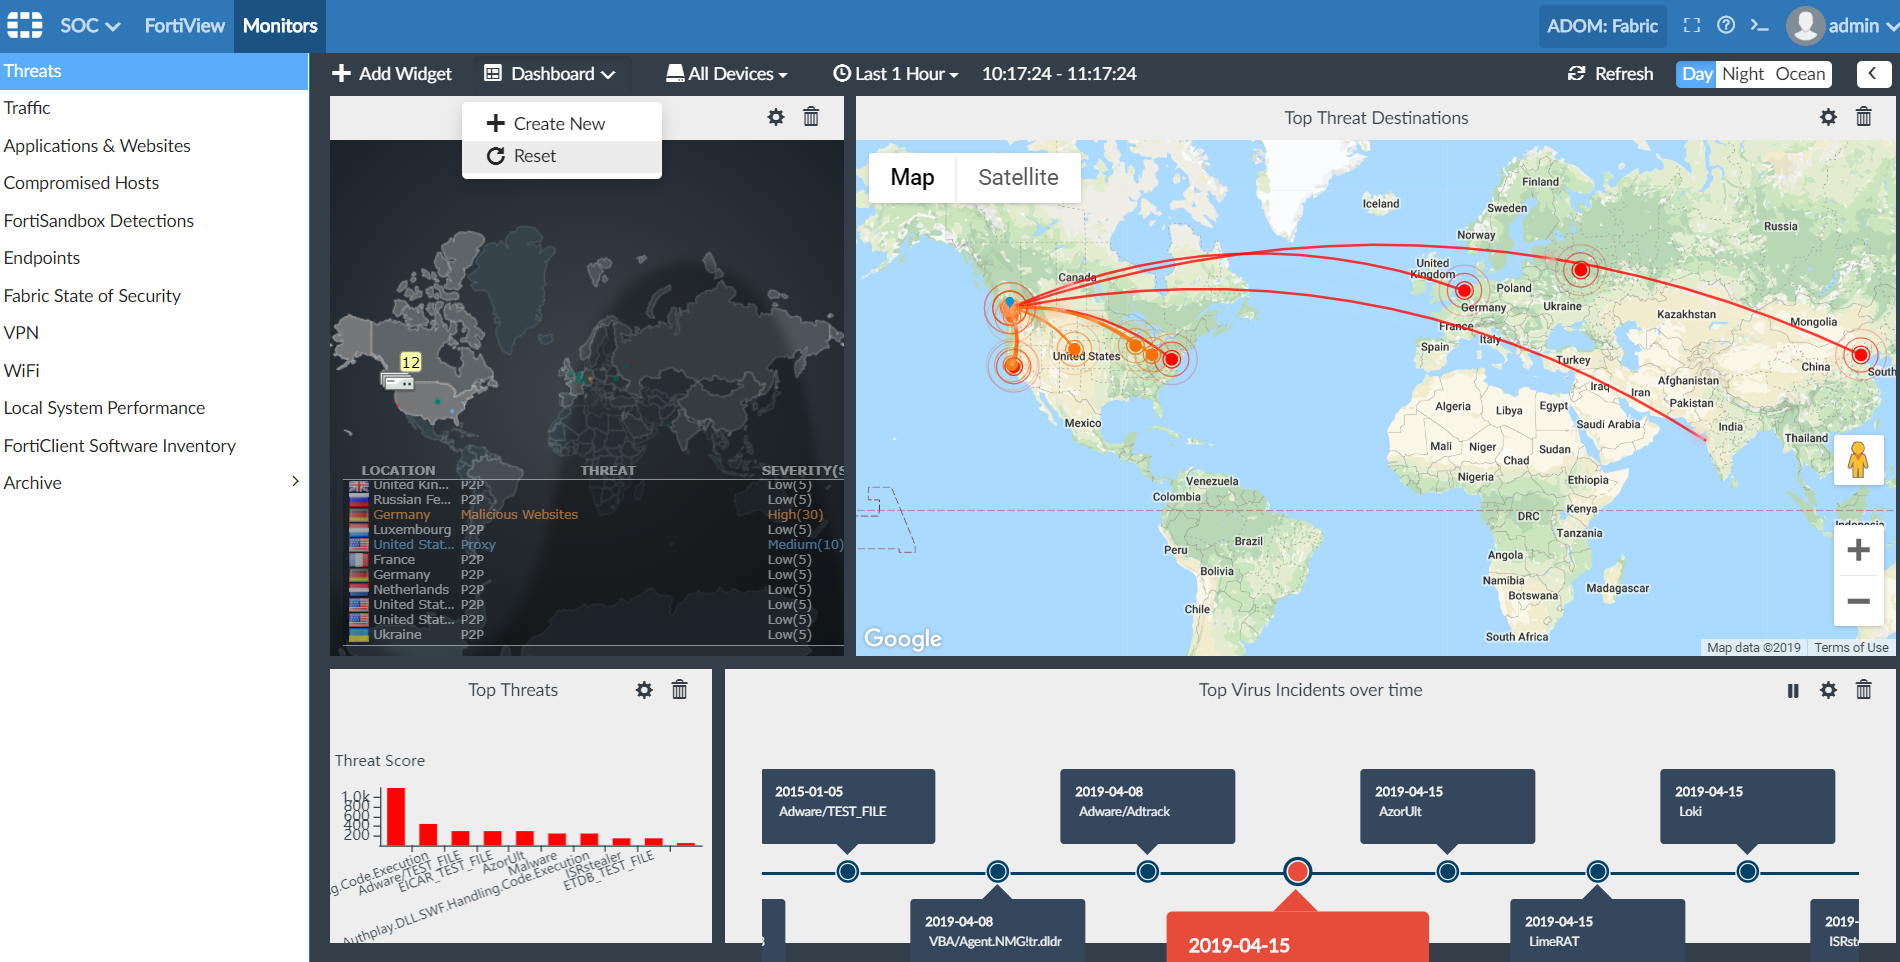 SOC FortiView Monitors ADOM: Fabric admin
Threats
Traffic
Applications & Websites
Compromised Hosts
FortiSandbox Detections
Endpoints
Fabric State of Security
VPN
WiFi
Local System Performance
FortiClient Software Inventory
Archive
Add Widget Dashboard All Devices Last 1 Hour 10:17:24 - 11:17:24 Refresh Day Night Ocean
Create New
Reset
12
LOCATION THREAT SEVERITY(S
United Kin... P2P Low(5)
Russian Fe... P2P Low(5)
Germany Malicious Websites High(30)
Luxembourg P2P Low(5)
United Stat... Proxy Medium(10)
France P2P Low(5)
Germany P2P Low(5)
Netherlands P2P Low(5)
United Stat... P2P Low(5)
United Stat... P2P Low(5)
Ukraine P2P Low(5)
Top Threat Destinations
Map Satellite
Finland
Iceland
Sweden
Russia
Norway
United
Kingdom
Canada
Poland
Germany
Ukraine
Kazakhstan
Mongolia
France
Italy
Spain
United States
Turkey
China
South
Afghanistan
Iraq
Iran
Pakistan
Algeria
Libya
Egypt
Saudi Arabia
Mexico
India
Thailand
Mali
Niger
Sudan
Chad
Nigeria
Ethiopia
Venezuela
Colombia
DRC
Kenya
Indonesia
Tanzania
Brazil
Peru
Angola
Bolivia
Namibia
Madagascar
Botswana
Chile
South Africa
Google
Map data ©2019 Terms of Use
Top Threats
Threat Score
1.0k
800
600
400
200
g.Code.Execution
Adware/TEST_FILE
EICAR_TEST_FILE
AzorUlt
Malware
Authplay.DLL.SWF.Handling.Code.Execution
ISRstealer
ETDB_TEST_FILE
Top Virus Incidents over time
2015-01-05
Adware/TEST_FILE
2019-04-08
Adware/Adtrack
2019-04-15
AzorUlt
2019-04-15
Loki
2019-04-08
VBA/Agent.NMG!tr.dldr
2019-04-15
2019-04-15
LimeRAT
2019-
ISRst